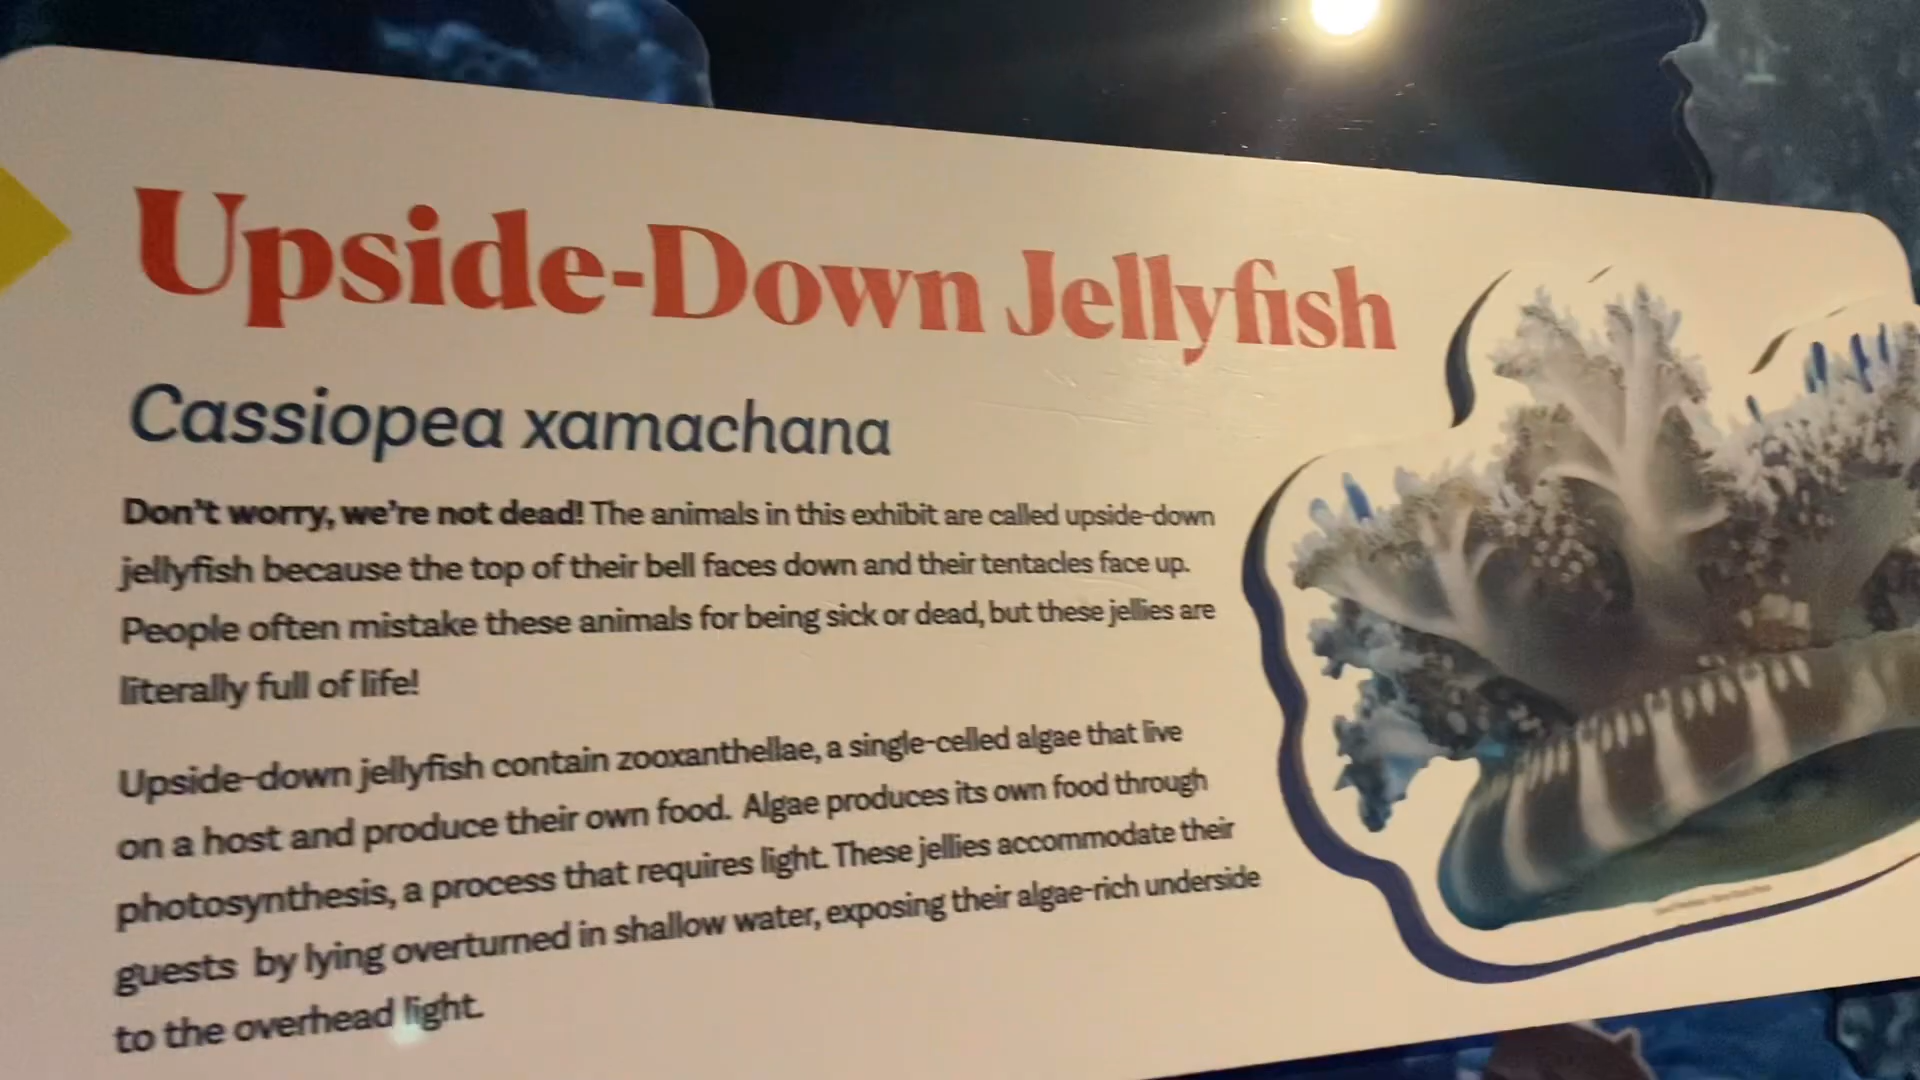 Upside-Down Jellyfish
Cassiopea xamachana
Don't worry, we're not dead! The animals in this exhibit are called upside-down
jellyfish because the top of their bell faces down and their tentacles face up.
People often mistake these animals for being sick or dead, but these jellies are
literally full of life!
Upside-down jellyfish contain zooxanthellae, a single-celled algae that live
on a host and produce their own food. Algae produces its own food through
photosynthesis, a process that requires light. These jellies accommodate their
guests by lying overturned in shallow water, exposing their algae-rich underside
to the overhead light.